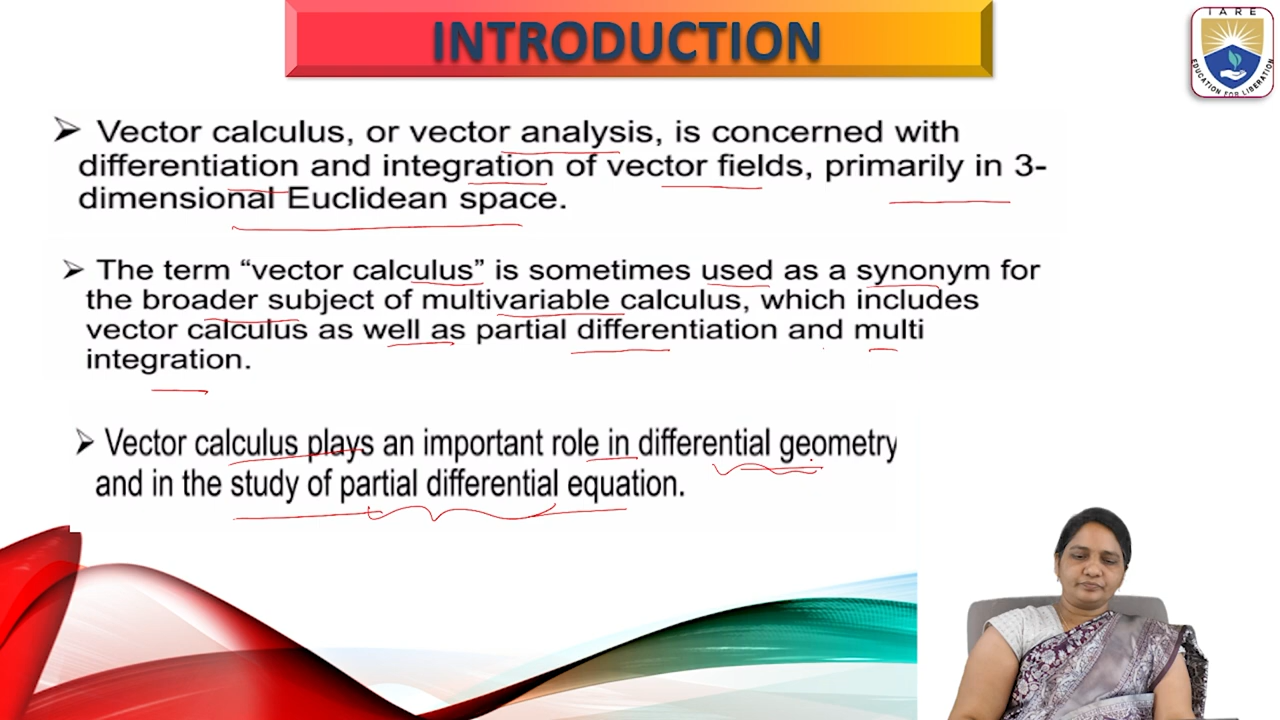 INTRODUCTION
IARE
EDUCATION FOR LIBERATION
➢ Vector calculus, or vector analysis, is concerned with
differentiation and integration of vector fields, primarily in 3-
dimensional Euclidean space.
➢ The term “vector calculus” is sometimes used as a synonym for
the broader subject of multivariable calculus, which includes
vector calculus as well as partial differentiation and multi
integration.
➢ Vector calculus plays an important role in differential geometry
and in the study of partial differential equation.